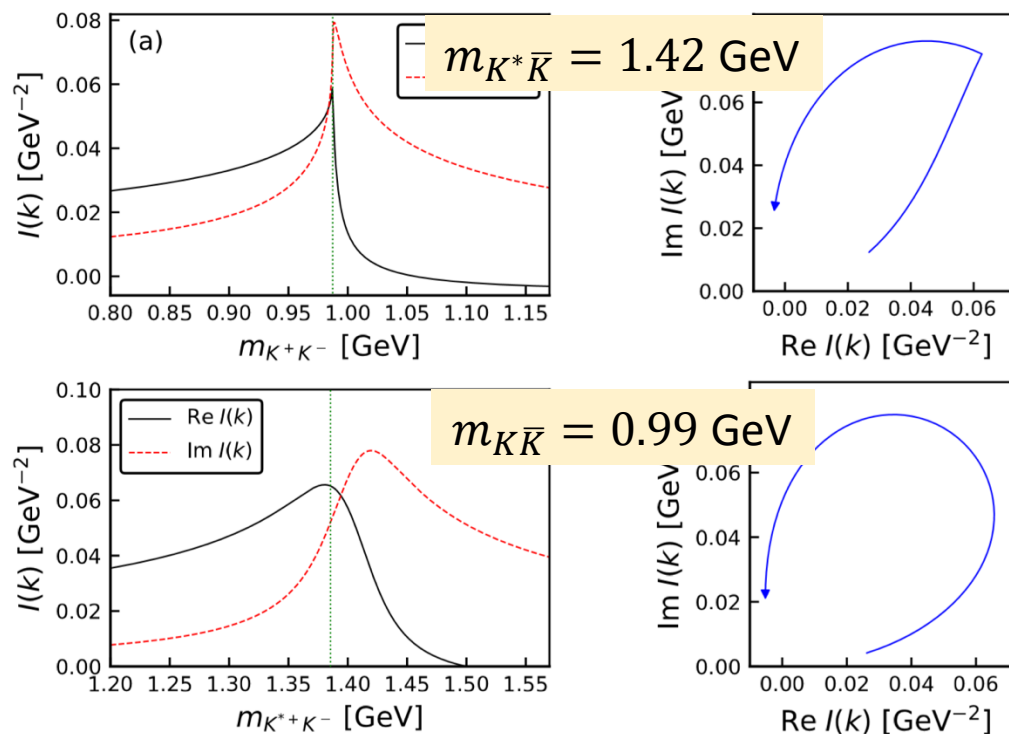 (a)
0.08
0.06
0.04
0.02
0.00
I(k) [GeV⁻²]
0.80 0.85 0.90 0.95 1.00 1.05 1.10 1.15
m_{K⁺K⁻} [GeV]
m_{K*K̅} = 1.42 GeV
0.06
0.04
0.02
0.00
Im I(k) [GeV
0.00 0.02 0.04 0.06
Re I(k) [GeV⁻²]
0.10
0.08
0.06
0.04
0.02
0.00
I(k) [GeV⁻²]
Re I(k)
Im I(k)
1.20 1.25 1.30 1.35 1.40 1.45 1.50 1.55
m_{K*⁺K⁻} [GeV]
m_{KK̅} = 0.99 GeV
0.06
0.04
0.02
0.00
Im I(k) [GeV
0.00 0.02 0.04 0.06
Re I(k) [GeV⁻²]